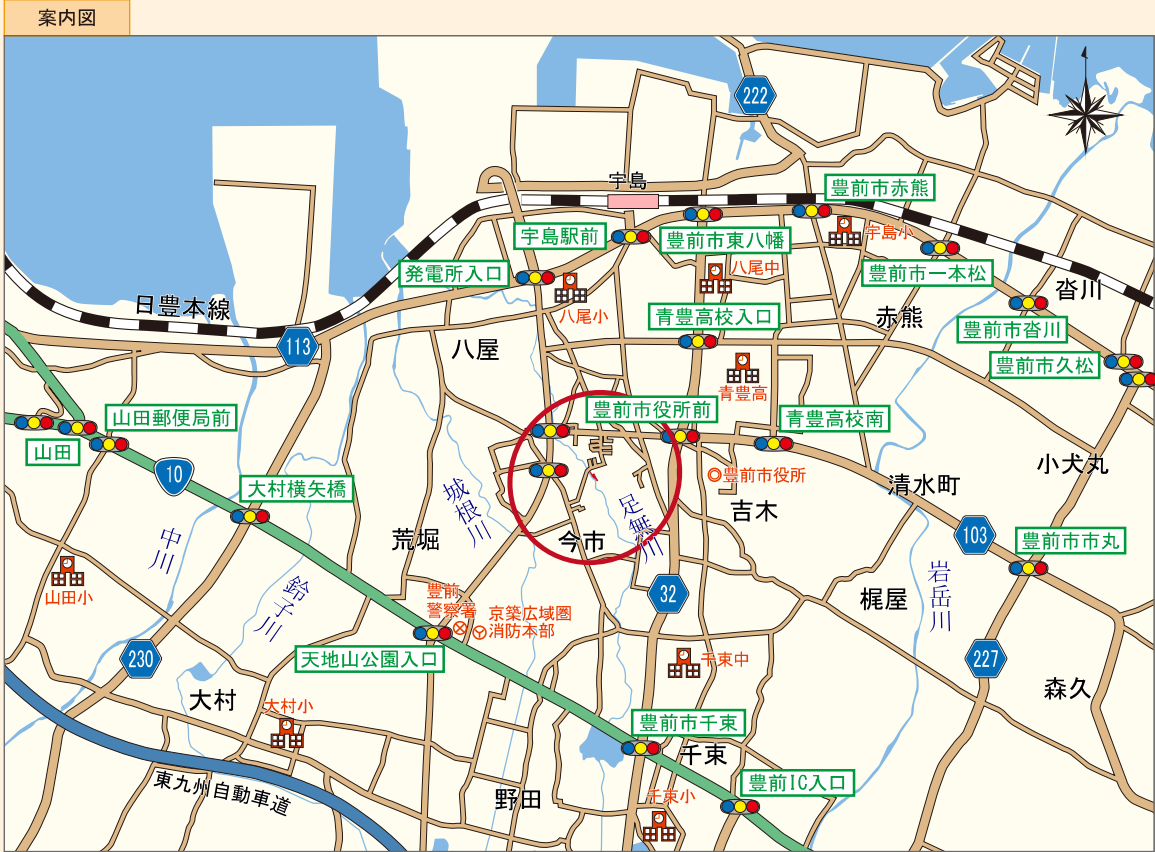 案内図
222
宇島
豊前市赤熊
宇島駅前
豊前市東八幡
宇島小
発電所入口
八尾中
豊前市一本松
沓川
日豊本線
八尾小
青豊高校入口
赤熊
豊前市沓川
113
八屋
豊前市久松
青豊高
山田郵便局前
豊前市役所前
青豊高校南
山田
小犬丸
10
豊前市役所
大村横矢橋
清水町
城根川
足無川
吉木
中川
荒堀
今市
103
豊前市市丸
山田小
鈴子川
豊前
警察署
京築広域圏
消防本部
32
梶屋
岩岳川
230
天地山公園入口
千束中
227
大村
大村小
森久
豊前市千束
千束
東九州自動車道
野田
千束小
豊前IC入口